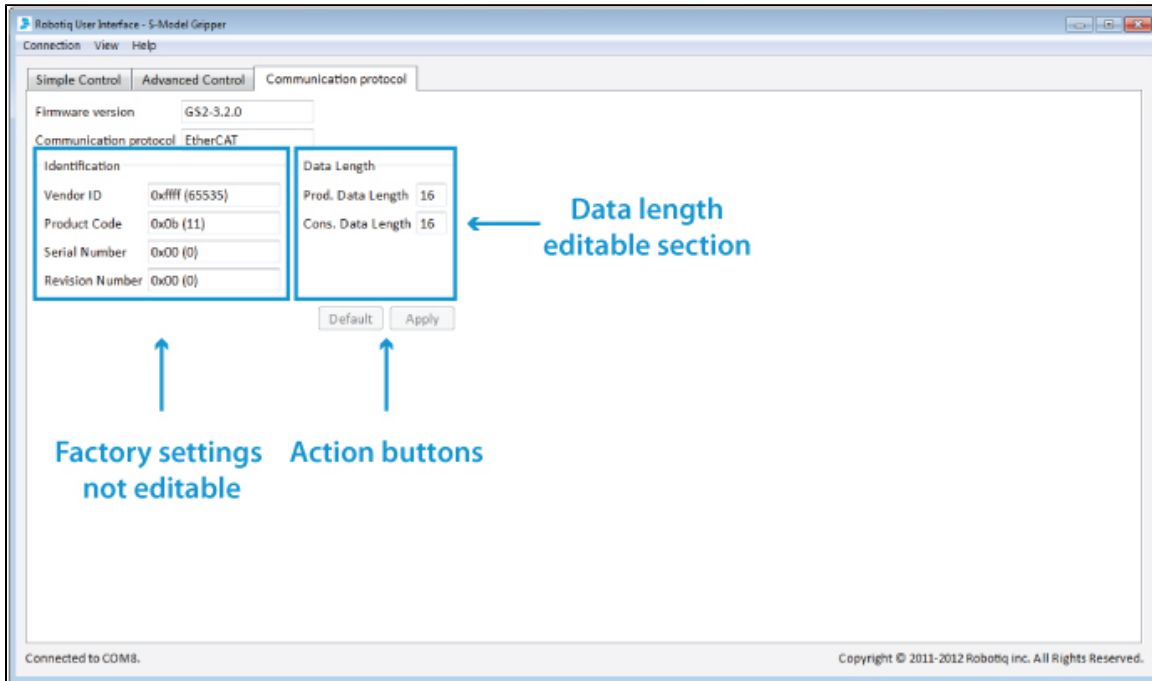 Robotiq User Interface - S-Model Gripper
Connection View Help
Simple Control Advanced Control Communication protocol
Firmware version GS2-3.2.0
Communication protocol EtherCAT
Identification Data Length
Vendor ID 0xffff (65535) Prod. Data Length 16
Product Code 0x0b (11) Cons. Data Length 16
Serial Number 0x00 (0)
Revision Number 0x00 (0)
Data length
editable section
Default Apply
Factory settings
not editable
Action buttons
Connected to COM8. Copyright © 2011-2012 Robotiq inc. All Rights Reserved.